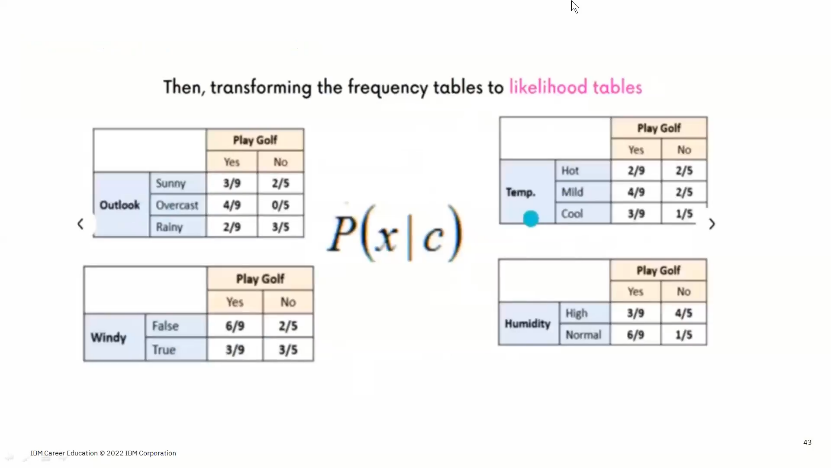 Then, transforming the frequency tables to likelihood tables
Play Golf
Yes No
Outlook Sunny 3/9 2/5
Overcast 4/9 0/5
Rainy 2/9 3/5
Play Golf
Yes No
Temp. Hot 2/9 2/5
Mild 4/9 2/5
Cool 3/9 1/5
P(x|c)
Play Golf
Yes No
Windy False 6/9 2/5
True 3/9 3/5
Play Golf
Yes No
Humidity High 3/9 4/5
Normal 6/9 1/5
43
IBM Career Education © 2022 IBM Corporation